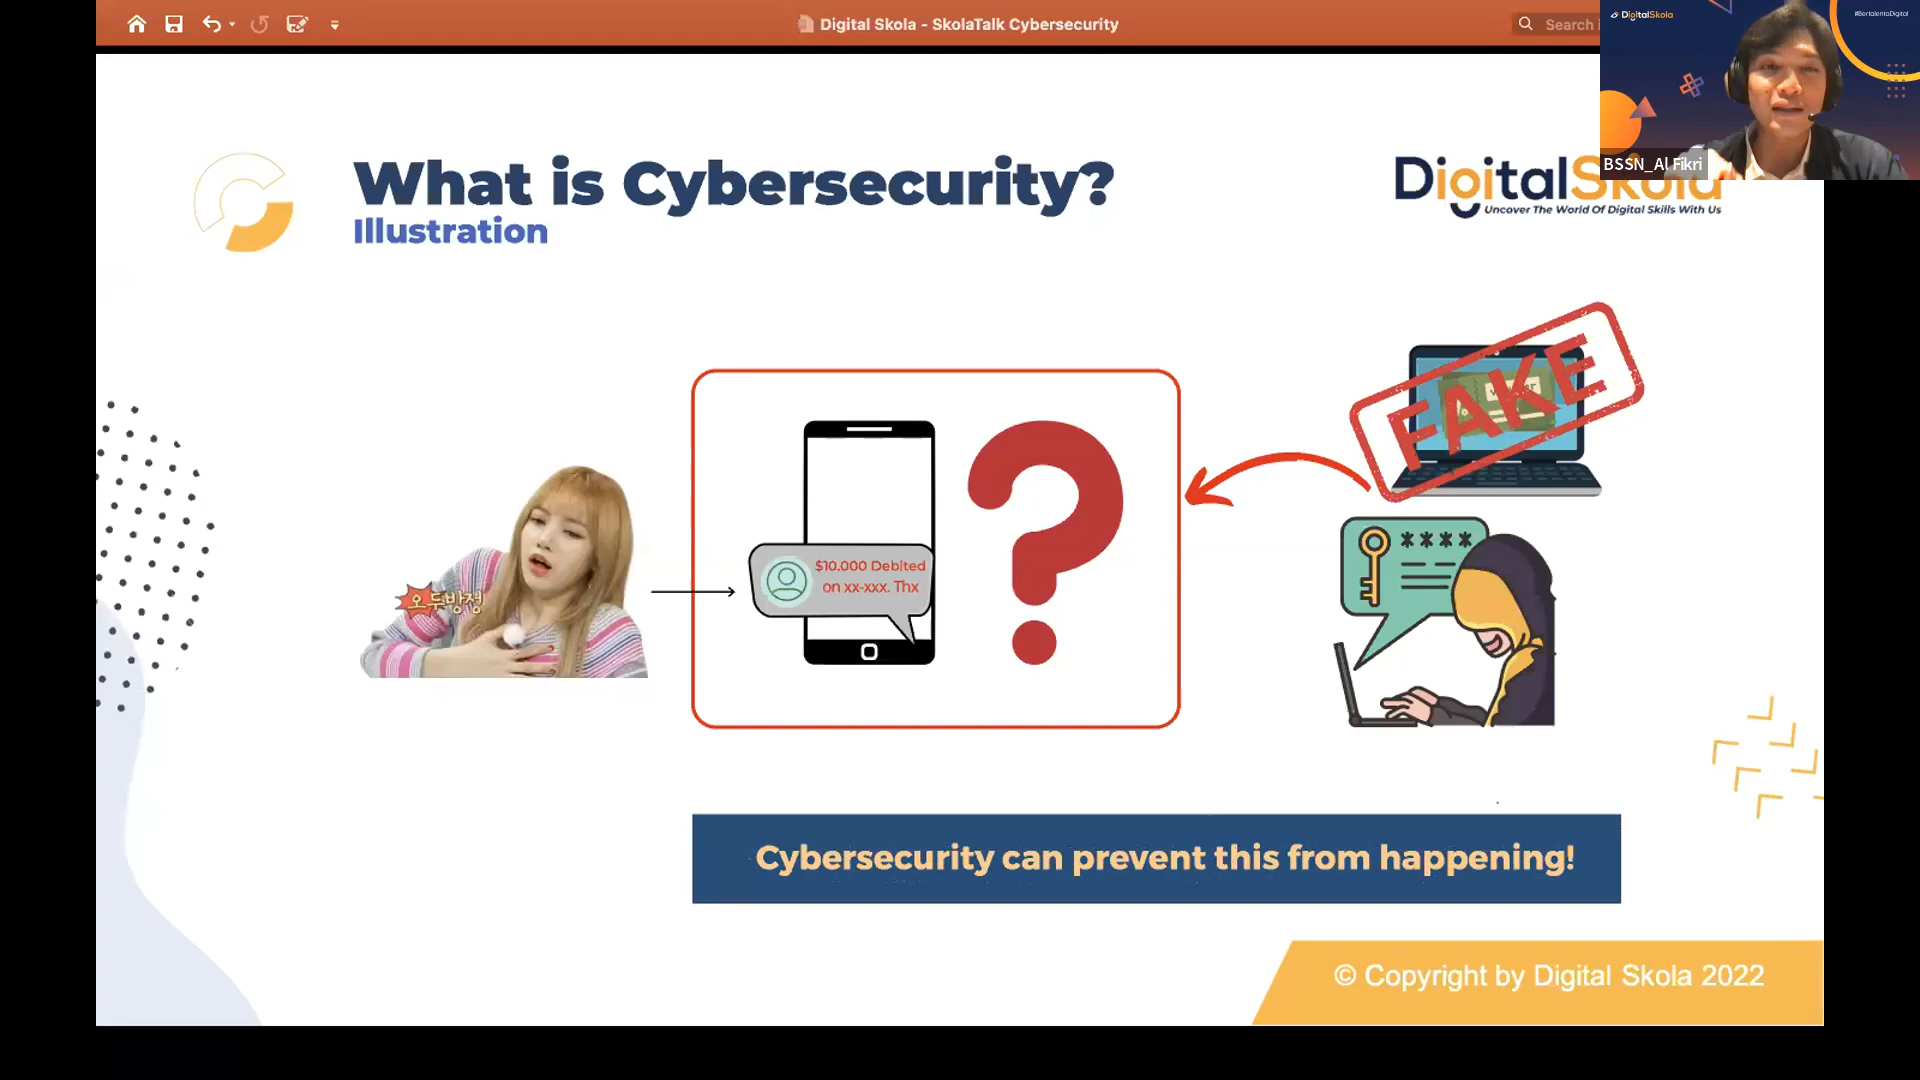 Digital Skola - SkolaTalk Cybersecurity
Search i
DigitalSkola
#BertalentaDigital
BSSN_Al Fikri
What is Cybersecurity?
Illustration
DigitalSkola
Uncover The World Of Digital Skills With Us
FAKE
$10.000 Debited
on xx-xxx. Thx
****
오두방정
Cybersecurity can prevent this from happening!
© Copyright by Digital Skola 2022